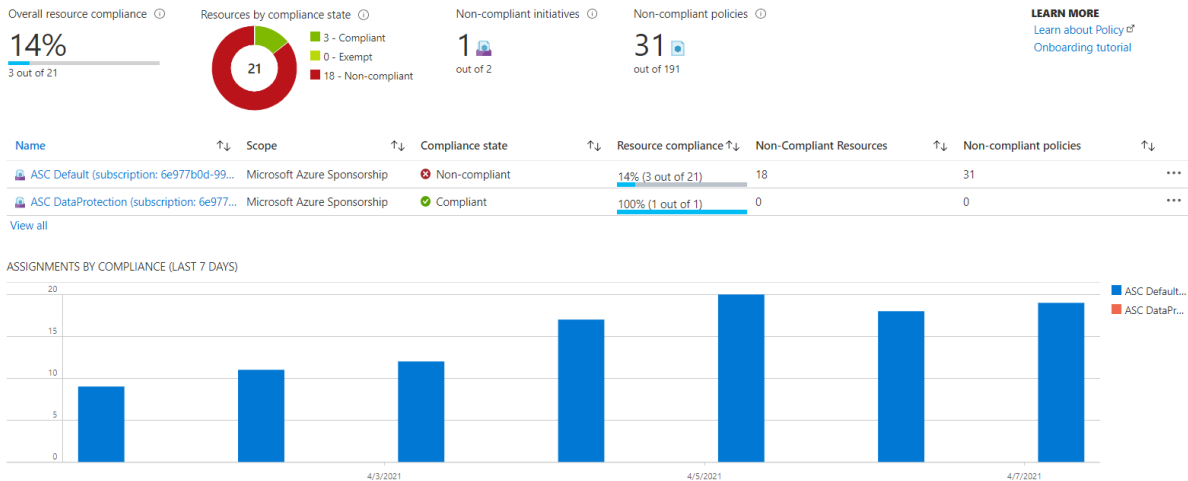 Overall resource compliance
14%
3 out of 21
Resources by compliance state
21
3 - Compliant
0 - Exempt
18 - Non-compliant
Non-compliant initiatives
1
out of 2
Non-compliant policies
31
out of 191
LEARN MORE
Learn about Policy
Onboarding tutorial
Name Scope Compliance state Resource compliance Non-Compliant Resources Non-compliant policies
ASC Default (subscription: 6e977b0d-99... Microsoft Azure Sponsorship Non-compliant 14% (3 out of 21) 18 31 ...
ASC DataProtection (subscription: 6e977... Microsoft Azure Sponsorship Compliant 100% (1 out of 1) 0 0 ...
View all
ASSIGNMENTS BY COMPLIANCE (LAST 7 DAYS)
20
15
10
5
0
4/3/2021 4/5/2021 4/7/2021
ASC Default...
ASC DataPr...